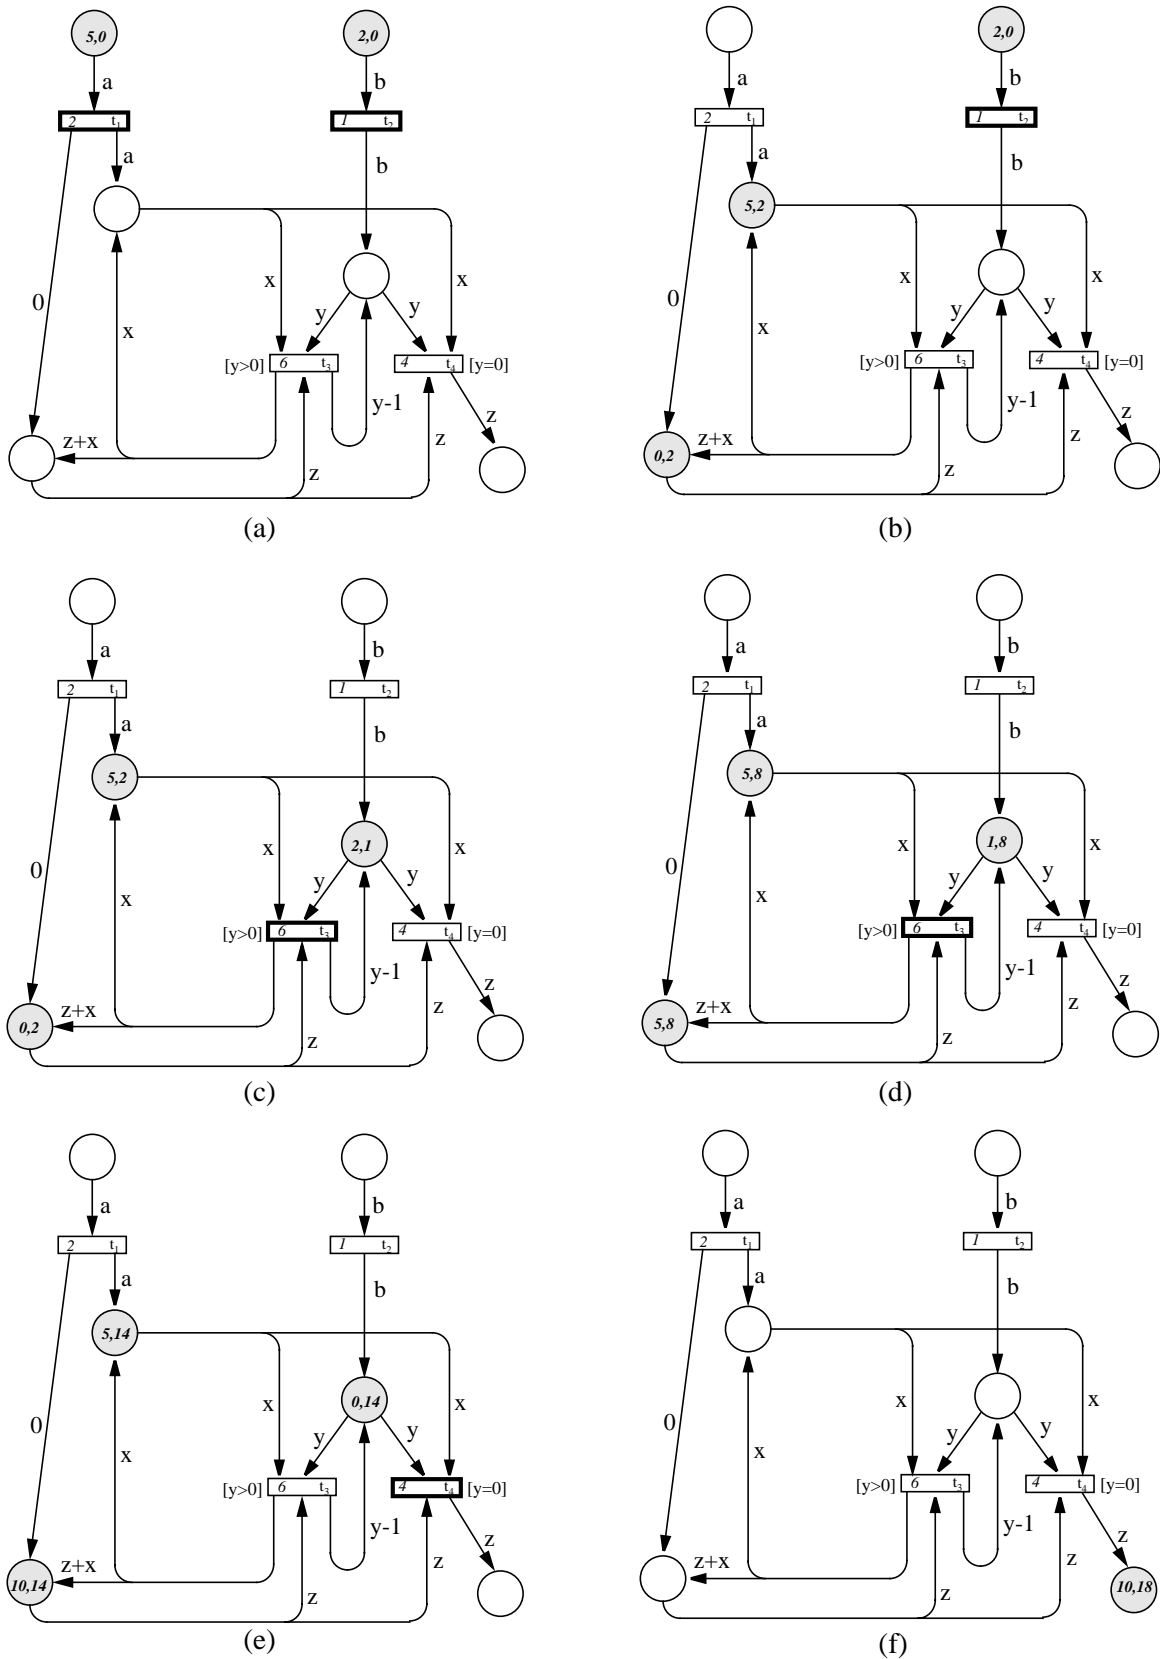 5,0 2,0
a b
2 t₁ 1 t₂
a b
0 x x x
y y
[y>0] 6 t₃ 4 t₄ [y=0]
y-1
z+x z z z
(a)
2,0
a b
2 t₁ 1 t₂
a b
5,2
0 x x x
y y
[y>0] 6 t₃ 4 t₄ [y=0]
y-1
0,2 z+x z z z
(b)
a b
2 t₁ 1 t₂
a b
5,2
2,1
0 x x x
y y
[y>0] 6 t₃ 4 t₄ [y=0]
y-1
0,2 z+x z z z
(c)
a b
2 t₁ 1 t₂
a b
5,8
1,8
0 x x x
y y
[y>0] 6 t₃ 4 t₄ [y=0]
y-1
5,8 z+x z z z
(d)
a b
2 t₁ 1 t₂
a b
5,14
0,14
0 x x x
y y
[y>0] 6 t₃ 4 t₄ [y=0]
y-1
10,14 z+x z z z
(e)
a b
2 t₁ 1 t₂
a b
0 x x x
y y
[y>0] 6 t₃ 4 t₄ [y=0]
y-1
z+x z z z
10,18
(f)